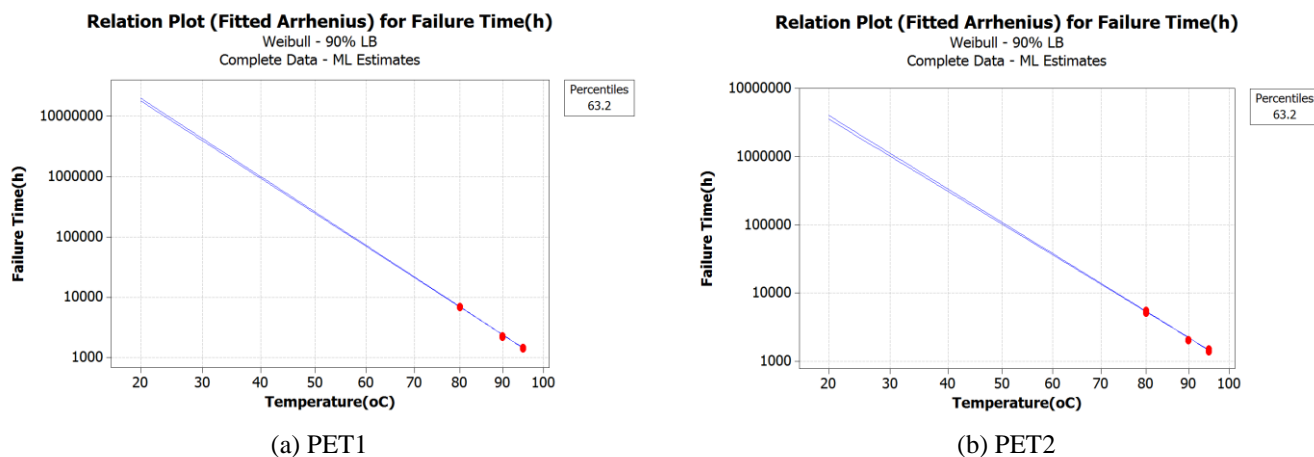 Relation Plot (Fitted Arrhenius) for Failure Time(h)
Weibull - 90% LB
Complete Data - ML Estimates
Percentiles
63.2
10000000
1000000
100000
10000
1000
Failure Time(h)
20 30 40 50 60 70 80 90 100
Temperature(oC)
(a) PET1
Relation Plot (Fitted Arrhenius) for Failure Time(h)
Weibull - 90% LB
Complete Data - ML Estimates
Percentiles
63.2
10000000
1000000
100000
10000
1000
Failure Time(h)
20 30 40 50 60 70 80 90 100
Temperature(oC)
(b) PET2